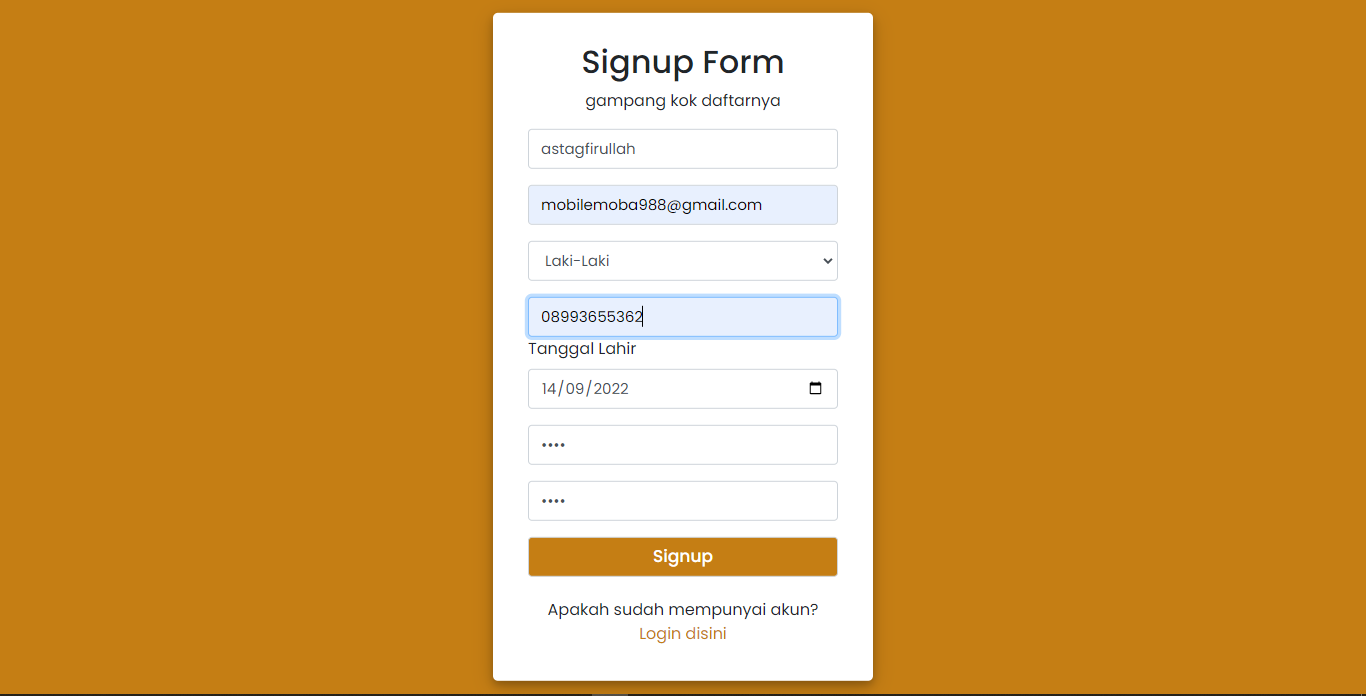 Signup Form
gampang kok daftarnya
astagfirullah
mobilemoba988@gmail.com
Laki-Laki
08993655362
Tanggal Lahir
14/09/2022
••••
••••
Signup
Apakah sudah mempunyai akun?
Login disini